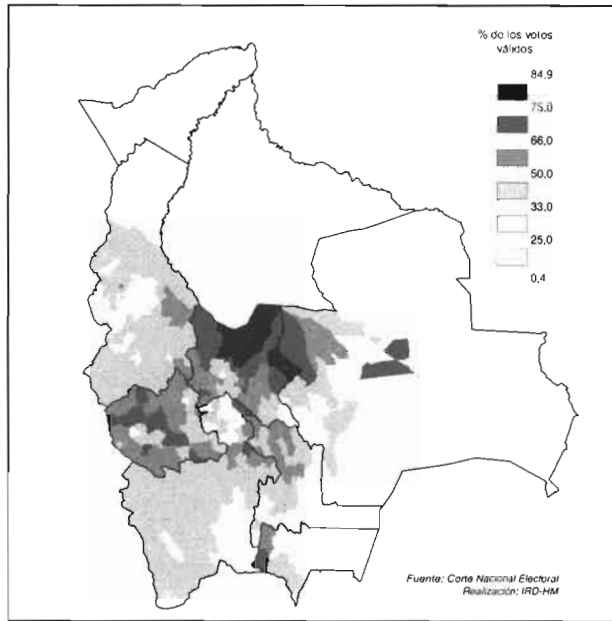 % de los votos
válidos
84.9
75.0
66.0
50.0
33.0
25.0
0,4
Fuente: Corte Nacional Electoral
Realización: IRD-HM